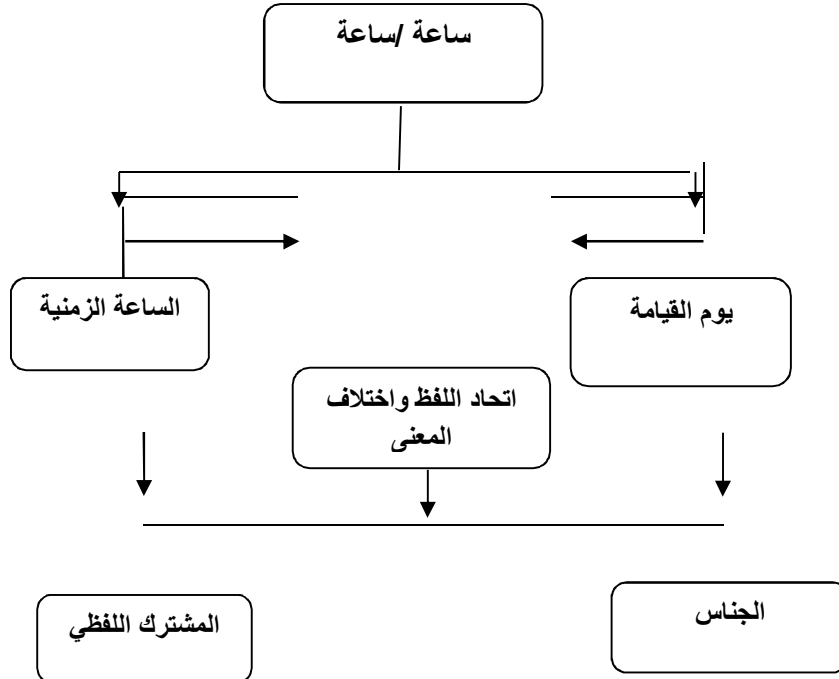 ساعة /ساعة
يوم القيامة
الساعة الزمنية
اتحاد اللفظ واختلاف
المعنى
الجناس
المشترك اللفظي